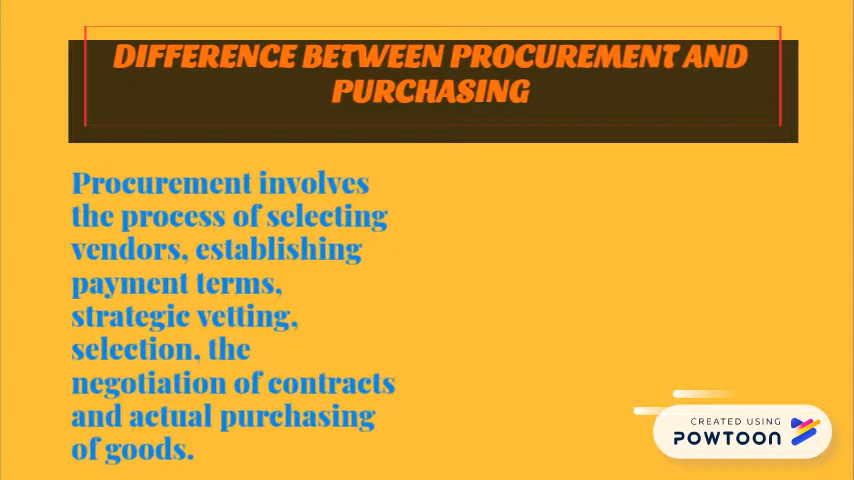 DIFFERENCE BETWEEN PROCUREMENT AND
PURCHASING
Procurement involves
the process of selecting
vendors, establishing
payment terms,
strategic vetting,
selection, the
negotiation of contracts
and actual purchasing
of goods.
CREATED USING
POWTOON